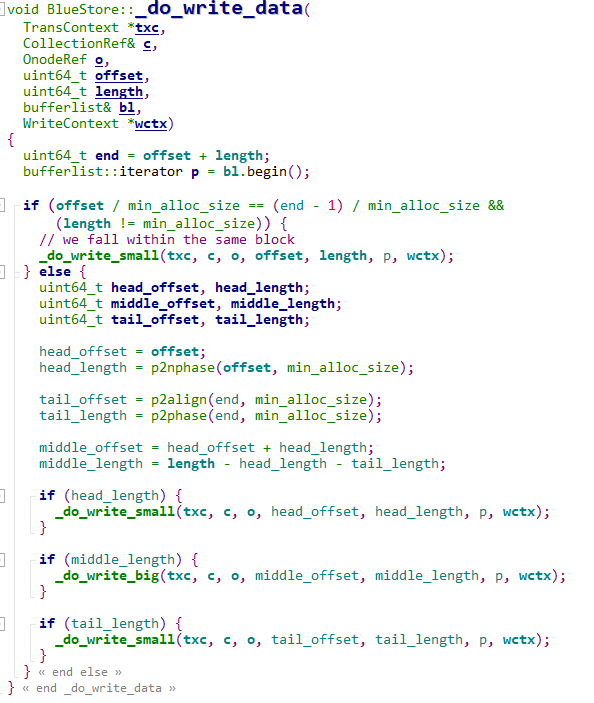 void BlueStore::_do_write_data(
  TransContext *txc,
  CollectionRef& c,
  OnodeRef o,
  uint64_t offset,
  uint64_t length,
  bufferlist& bl,
  WriteContext *wctx)
{
  uint64_t end = offset + length;
  bufferlist::iterator p = bl.begin();

  if (offset / min_alloc_size == (end - 1) / min_alloc_size &&
      (length != min_alloc_size)) {
    // we fall within the same block
    _do_write_small(txc, c, o, offset, length, p, wctx);
  } else {
    uint64_t head_offset, head_length;
    uint64_t middle_offset, middle_length;
    uint64_t tail_offset, tail_length;

    head_offset = offset;
    head_length = p2nphase(offset, min_alloc_size);

    tail_offset = p2align(end, min_alloc_size);
    tail_length = p2phase(end, min_alloc_size);

    middle_offset = head_offset + head_length;
    middle_length = length - head_length - tail_length;

    if (head_length) {
      _do_write_small(txc, c, o, head_offset, head_length, p, wctx);
    }

    if (middle_length) {
      _do_write_big(txc, c, o, middle_offset, middle_length, p, wctx);
    }

    if (tail_length) {
      _do_write_small(txc, c, o, tail_offset, tail_length, p, wctx);
    }
  } « end else »
} « end _do_write_data »